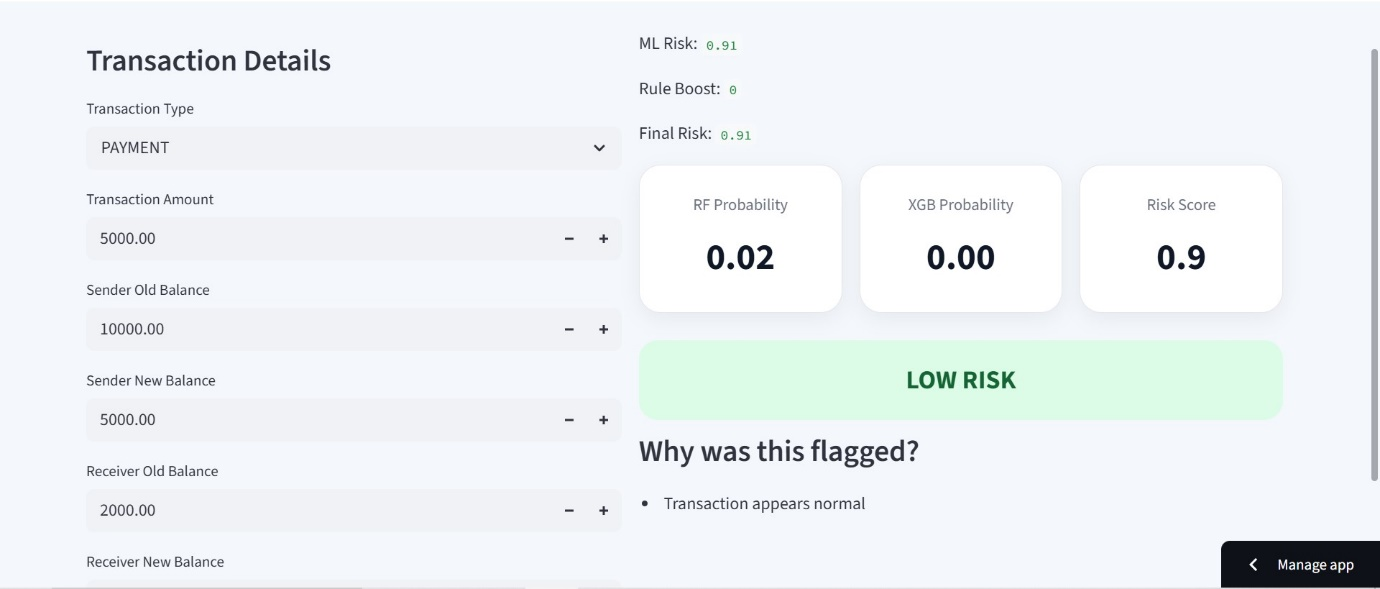 Transaction Details
Transaction Type
PAYMENT
Transaction Amount
5000.00
Sender Old Balance
10000.00
Sender New Balance
5000.00
Receiver Old Balance
2000.00
Receiver New Balance
ML Risk: 0.91
Rule Boost: 0
Final Risk: 0.91
RF Probability
0.02
XGB Probability
0.00
Risk Score
0.9
LOW RISK
Why was this flagged?
• Transaction appears normal
Manage app